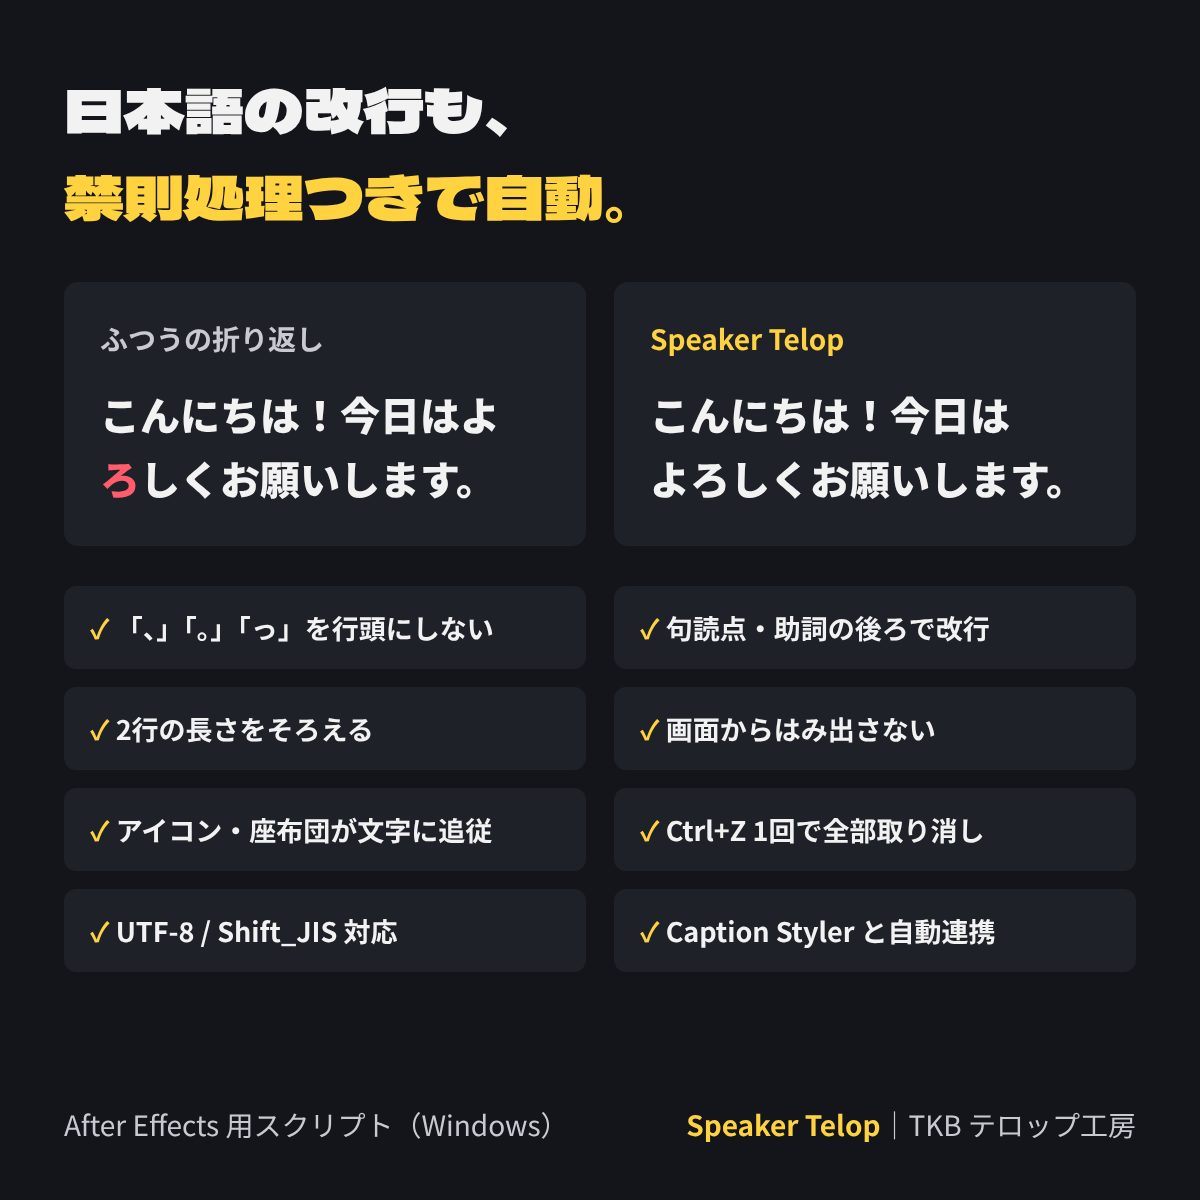 日本語の改行も、
禁則処理つきで自動。
ふつうの折り返し
こんにちは！今日はよ
ろしくお願いします。
Speaker Telop
こんにちは！今日は
よろしくお願いします。
✓ 「、」「。」「っ」を行頭にしない
✓ 句読点・助詞の後ろで改行
✓ 2行の長さをそろえる
✓ 画面からはみ出さない
✓ アイコン・座布団が文字に追従
✓ Ctrl+Z 1回で全部取り消し
✓ UTF-8 / Shift_JIS 対応
✓ Caption Styler と自動連携
After Effects 用スクリプト（Windows）
Speaker Telop｜TKB テロップ工房